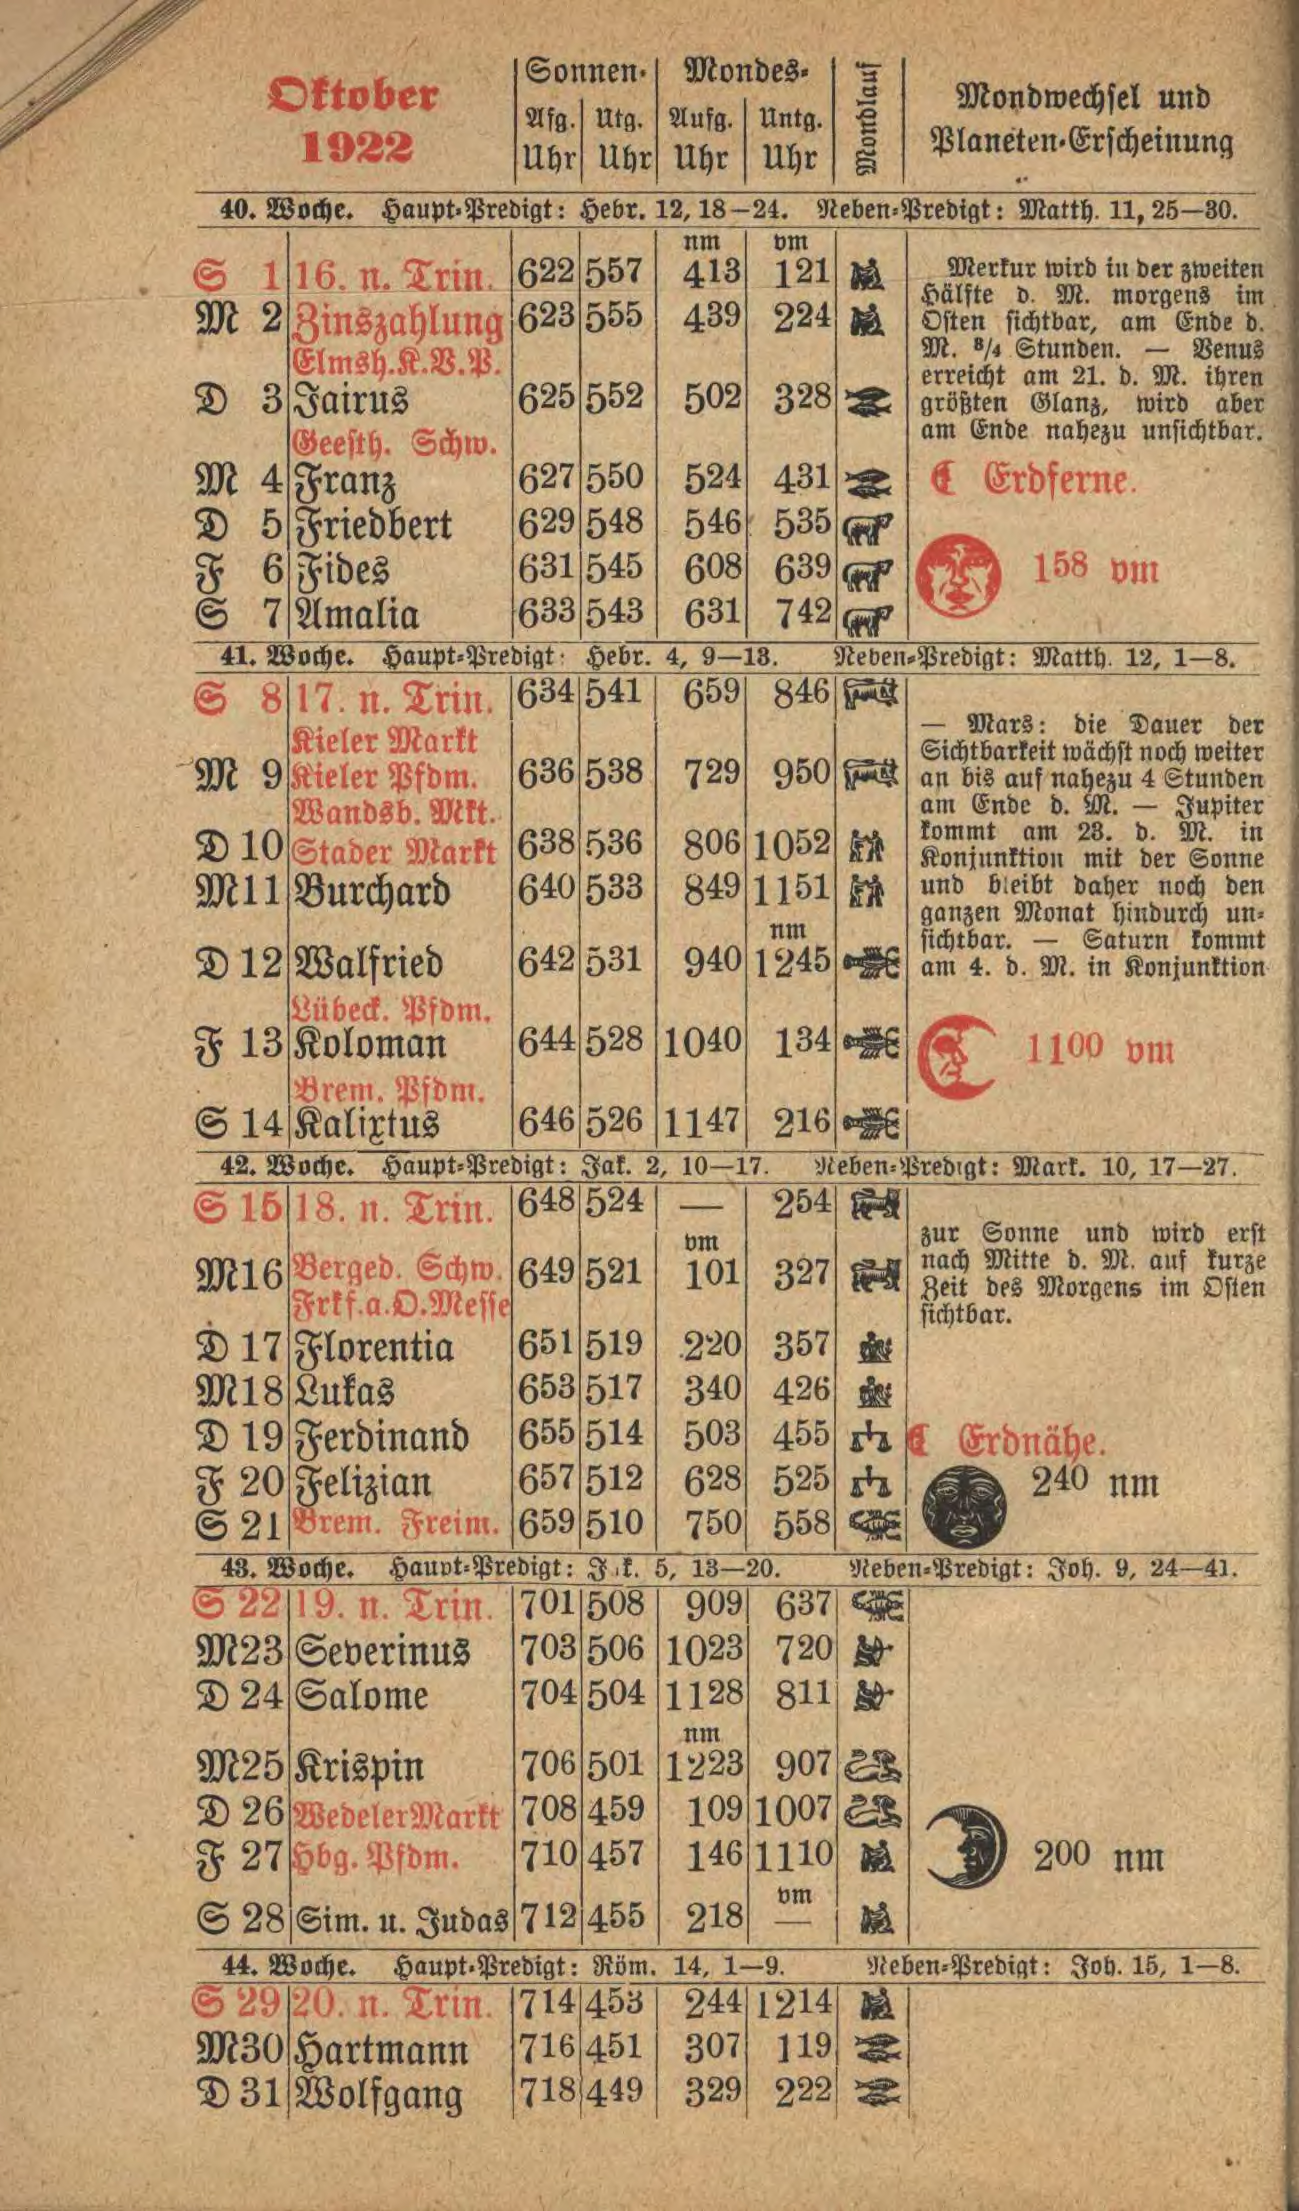 Oktober
1922
Sonnen- Mondes- Mondlauf
Afg. Utg. Aufg. Untg.
Uhr Uhr Uhr Uhr
Mondwechsel und
Planeten-Erscheinung
40. Woche. Haupt-Predigt: Hebr. 12, 18—24. Neben-Predigt: Matth. 11, 25—30.
nm vm
S 1 16. n. Trin. 622 557 413 121
M 2 Zinszahlung 623 555 439 224
Elmsh. K. V. P.
D 3 Jairus 625 552 502 328
Geesth. Schw.
M 4 Franz 627 550 524 431
D 5 Friedbert 629 548 546 535
F 6 Fides 631 545 608 639
S 7 Amalia 633 543 631 742
Merkur wird in der zweiten
Hälfte d. M. morgens im
Osten sichtbar, am Ende d.
M. 3/4 Stunden. — Venus
erreicht am 21. d. M. ihren
größten Glanz, wird aber
am Ende nahezu unsichtbar.
☾ Erdferne.
158 vm
41. Woche. Haupt-Predigt: Hebr. 4, 9—13. Neben-Predigt: Matth. 12, 1—8.
S 8 17. n. Trin. 634 541 659 846
Kieler Markt
M 9 Kieler Pfdm. 636 538 729 950
Wandsb. Mkt.
D 10 Stader Markt 638 536 806 1052
M 11 Burchard 640 533 849 1151
nm
D 12 Walfried 642 531 940 1245
Lübeck. Pfdm.
F 13 Koloman 644 528 1040 134
Brem. Pfdm.
S 14 Kalixtus 646 526 1147 216
— Mars: die Dauer der
Sichtbarkeit wächst noch weiter
an bis auf nahezu 4 Stunden
am Ende d. M. — Jupiter
kommt am 23. d. M. in
Konjunktion mit der Sonne
und bleibt daher noch den
ganzen Monat hindurch un-
sichtbar. — Saturn kommt
am 4. d. M. in Konjunktion
1100 vm
42. Woche. Haupt-Predigt: Jak. 2, 10—17. Neben-Predigt: Mark. 10, 17—27.
S 15 18. n. Trin. 648 524 — 254
vm
M 16 Berged. Schw. 649 521 101 327
Frkf. a. O. Messe
D 17 Florentia 651 519 220 357
M 18 Lukas 653 517 340 426
D 19 Ferdinand 655 514 503 455
F 20 Felizian 657 512 628 525
S 21 Brem. Freim. 659 510 750 558
zur Sonne und wird erst
nach Mitte d. M. auf kurze
Zeit des Morgens im Osten
sichtbar.
☾ Erdnähe.
240 nm
43. Woche. Haupt-Predigt: J.k. 5, 13—20. Neben-Predigt: Joh. 9, 24—41.
S 22 19. n. Trin. 701 508 909 637
M 23 Severinus 703 506 1023 720
D 24 Salome 704 504 1128 811
nm
M 25 Krispin 706 501 1223 907
D 26 Wedeler Markt 708 459 109 1007
F 27 Hbg. Pfdm. 710 457 146 1110
vm
S 28 Sim. u. Judas 712 455 218 —
200 nm
44. Woche. Haupt-Predigt: Röm. 14, 1—9. Neben-Predigt: Joh. 15, 1—8.
S 29 20. n. Trin. 714 453 244 1214
M 30 Hartmann 716 451 307 119
D 31 Wolfgang 718 449 329 222